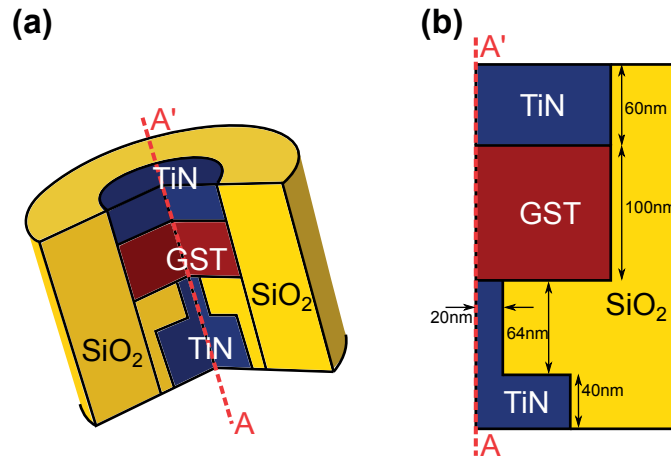 (a)
A'
TiN
GST
SiO₂
SiO₂
TiN
A
(b)
A'
TiN
60nm
GST
100nm
20nm
64nm
SiO₂
TiN
40nm
A